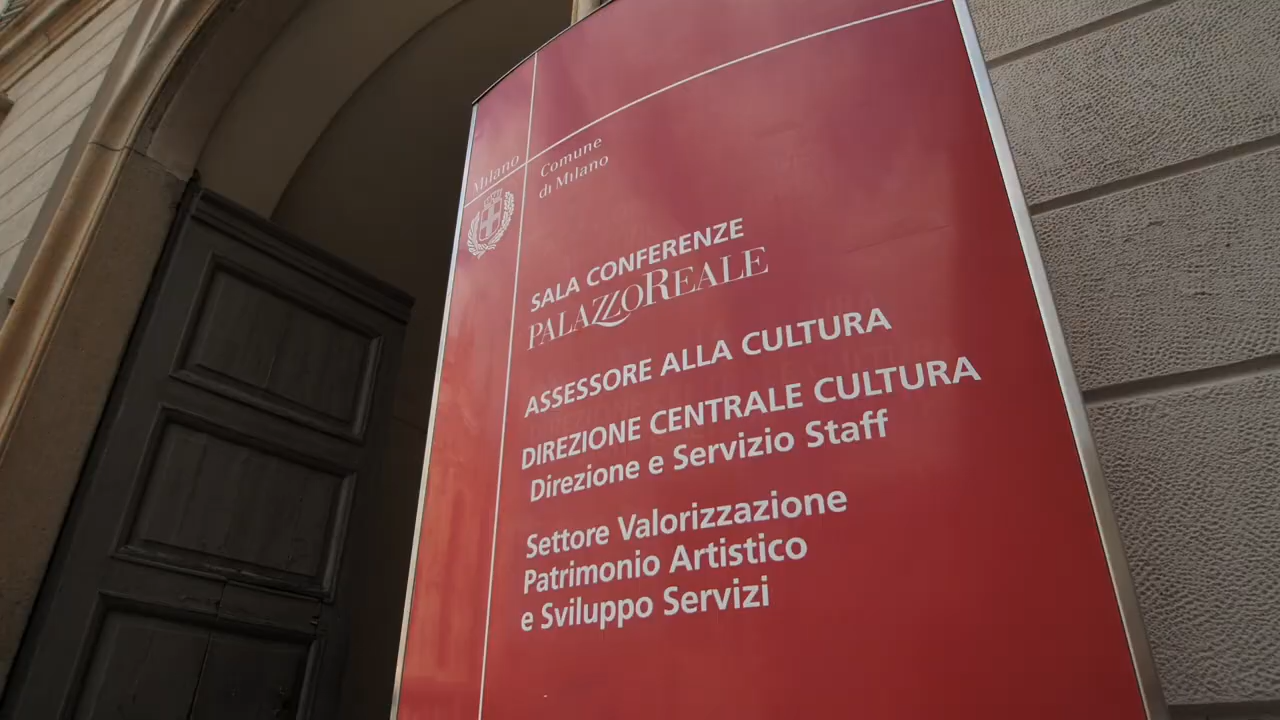 Milano
Comune
di Milano
SALA CONFERENZE
PALAZZOREALE
ASSESSORE ALLA CULTURA
DIREZIONE CENTRALE CULTURA
Direzione e Servizio Staff
Settore Valorizzazione
Patrimonio Artistico
e Sviluppo Servizi